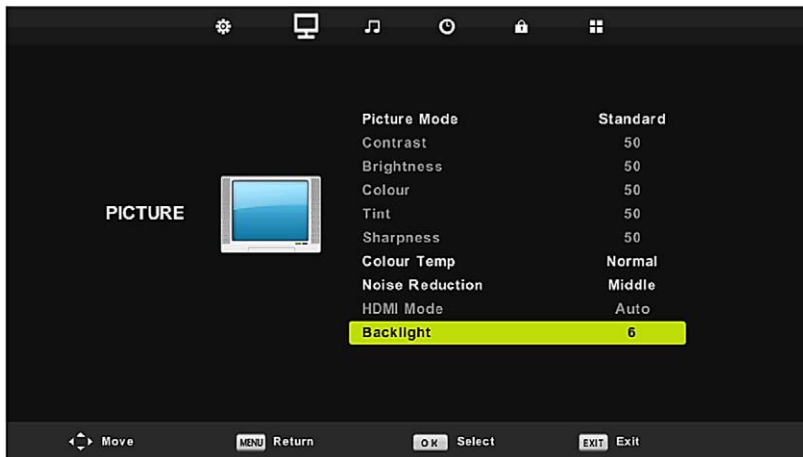 Picture Mode Standard
Contrast 50
Brightness 50
Colour 50
PICTURE
Tint 50
Sharpness 50
Colour Temp Normal
Noise Reduction Middle
HDMI Mode Auto
Backlight 6
Move MENU Return OK Select EXIT Exit